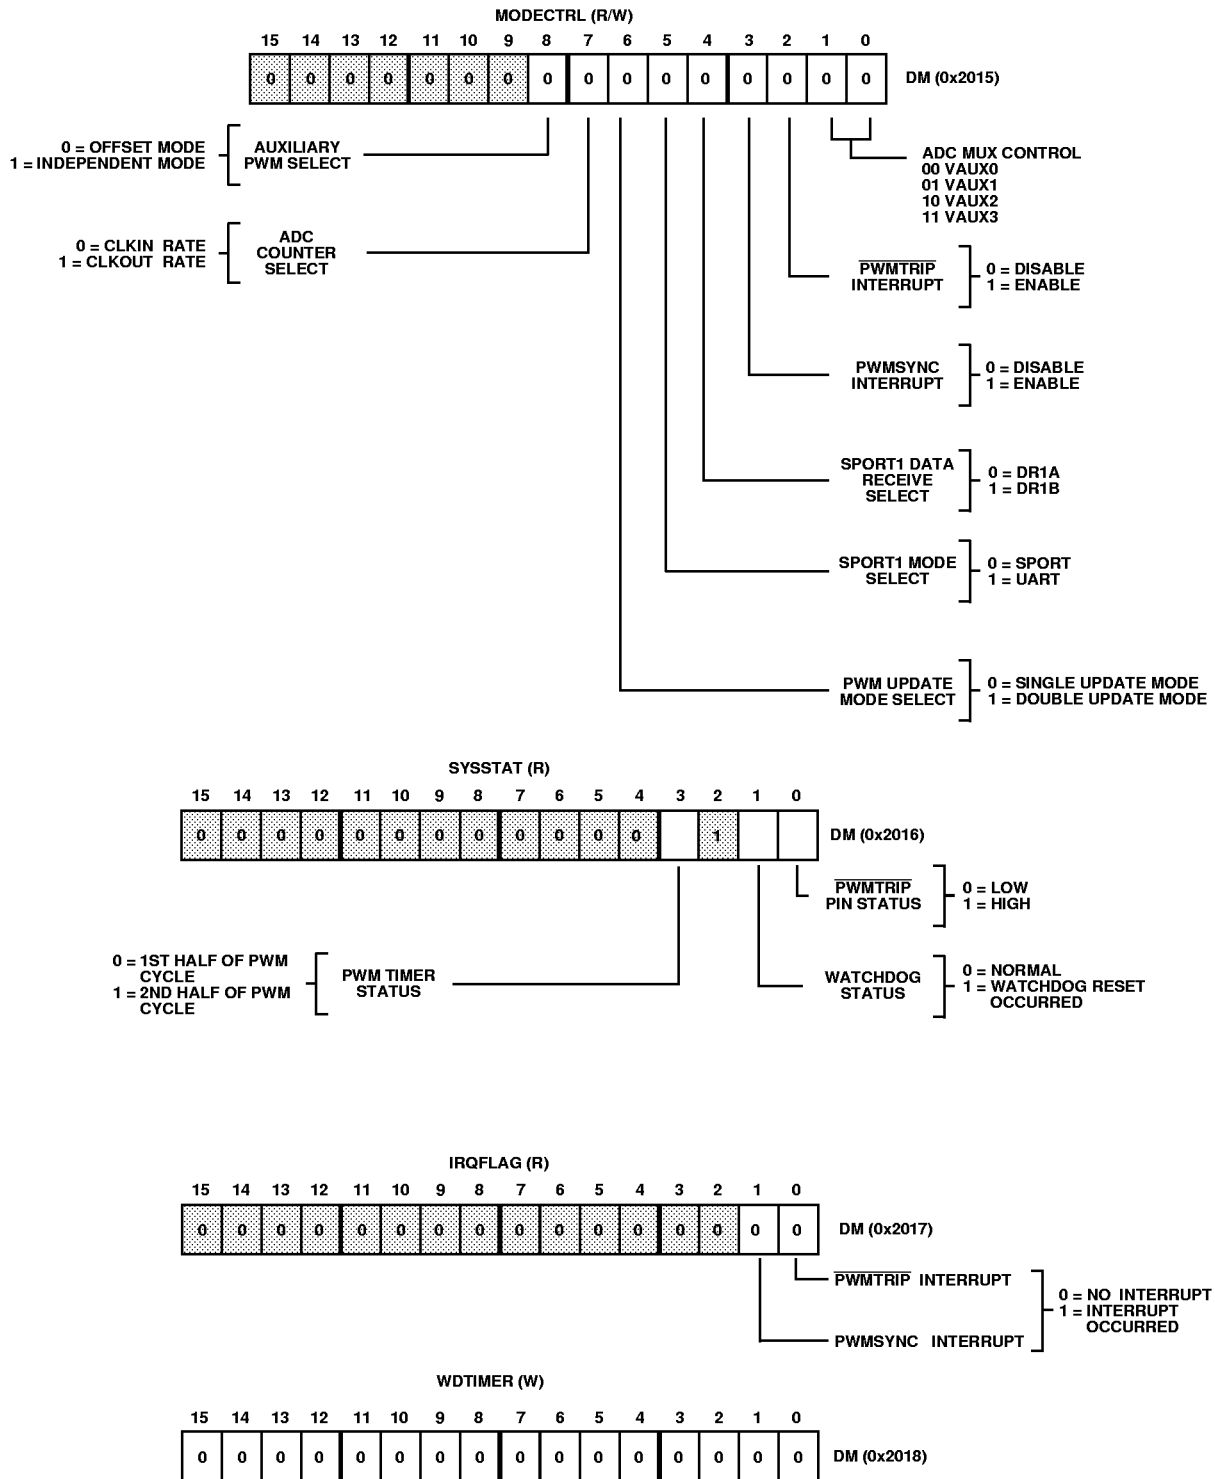 MODECTRL (R/W)
15 14 13 12 11 10 9 8 7 6 5 4 3 2 1 0
0 0 0 0 0 0 0 0 0 0 0 0 0 0 0 0 DM (0x2015)
0 = OFFSET MODE
1 = INDEPENDENT MODE
AUXILIARY
PWM SELECT
ADC MUX CONTROL
00 VAUX0
01 VAUX1
10 VAUX2
11 VAUX3
0 = CLKIN RATE
1 = CLKOUT RATE
ADC
COUNTER
SELECT
PWMTRIP
INTERRUPT
0 = DISABLE
1 = ENABLE
PWMSYNC
INTERRUPT
0 = DISABLE
1 = ENABLE
SPORT1 DATA
RECEIVE
SELECT
0 = DR1A
1 = DR1B
SPORT1 MODE
SELECT
0 = SPORT
1 = UART
PWM UPDATE
MODE SELECT
0 = SINGLE UPDATE MODE
1 = DOUBLE UPDATE MODE
SYSSTAT (R)
15 14 13 12 11 10 9 8 7 6 5 4 3 2 1 0
0 0 0 0 0 0 0 0 0 0 0 0 1 DM (0x2016)
PWMTRIP
PIN STATUS
0 = LOW
1 = HIGH
0 = 1ST HALF OF PWM
CYCLE
1 = 2ND HALF OF PWM
CYCLE
PWM TIMER
STATUS
WATCHDOG
STATUS
0 = NORMAL
1 = WATCHDOG RESET
OCCURRED
IRQFLAG (R)
15 14 13 12 11 10 9 8 7 6 5 4 3 2 1 0
0 0 0 0 0 0 0 0 0 0 0 0 0 0 0 0 DM (0x2017)
PWMTRIP INTERRUPT
PWMSYNC INTERRUPT
0 = NO INTERRUPT
1 = INTERRUPT
OCCURRED
WDTIMER (W)
15 14 13 12 11 10 9 8 7 6 5 4 3 2 1 0
0 0 0 0 0 0 0 0 0 0 0 0 0 0 0 0 DM (0x2018)